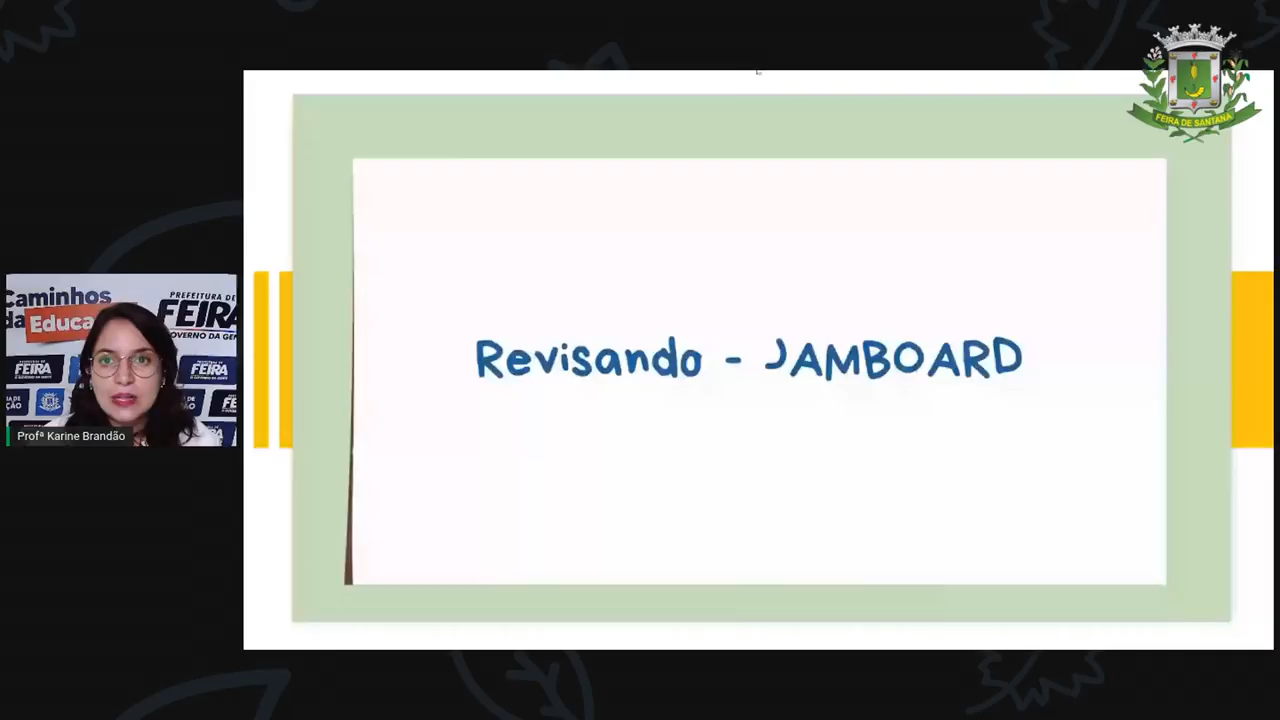 FEIRA DE SANTANA
Revisando - JAMBOARD
Caminhos
da Educa
PREFEITURA DE
FEIRA
FEIRA
FEIRA
Profª Karine Brandão